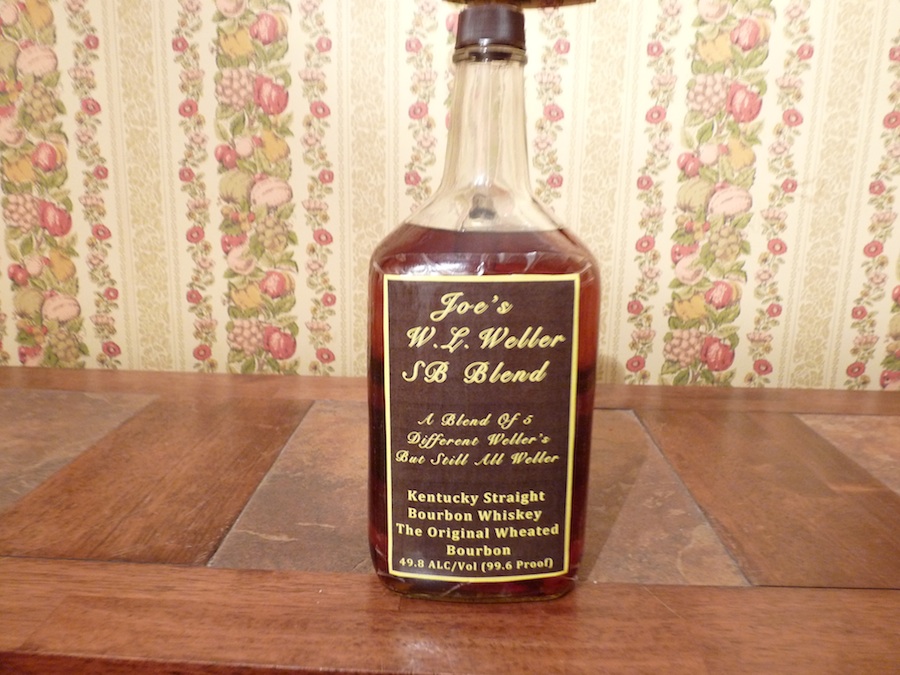 Joe's
W.L. Weller
SB Blend
A Blend Of 5
Different Weller's
But Still All Weller
Kentucky Straight
Bourbon Whiskey
The Original Wheated
Bourbon
49.8 ALC/Vol (99.6 Proof)